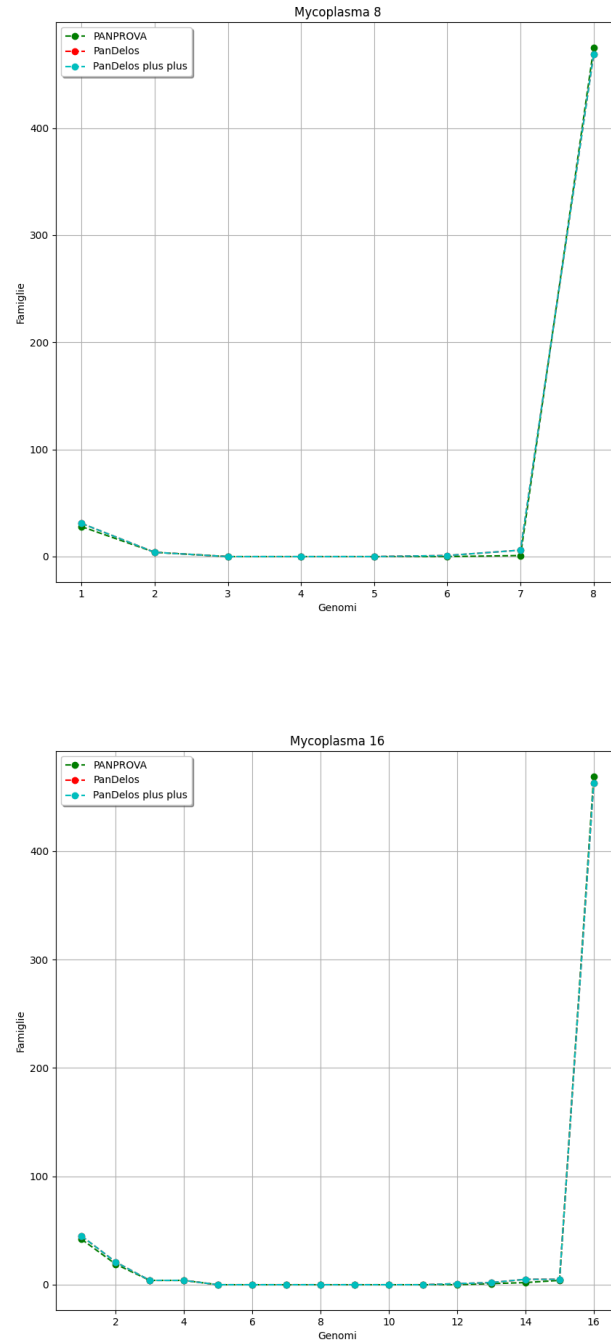 Mycoplasma 8
PANPROVA
PanDelos
PanDelos plus plus
400
300
200
100
0
Famiglie
1 2 3 4 5 6 7 8
Genomi
Mycoplasma 16
PANPROVA
PanDelos
PanDelos plus plus
400
300
200
100
0
Famiglie
2 4 6 8 10 12 14 16
Genomi